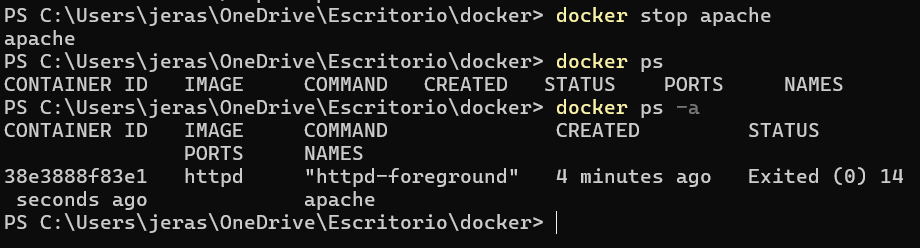 PS C:\Users\jeras\OneDrive\Escritorio\docker> docker stop apache
apache
PS C:\Users\jeras\OneDrive\Escritorio\docker> docker ps
CONTAINER ID   IMAGE     COMMAND   CREATED   STATUS    PORTS     NAMES
PS C:\Users\jeras\OneDrive\Escritorio\docker> docker ps -a
CONTAINER ID   IMAGE     COMMAND              CREATED         STATUS
               PORTS     NAMES
38e3888f83e1   httpd     "httpd-foreground"   4 minutes ago   Exited (0) 14
 seconds ago             apache
PS C:\Users\jeras\OneDrive\Escritorio\docker>